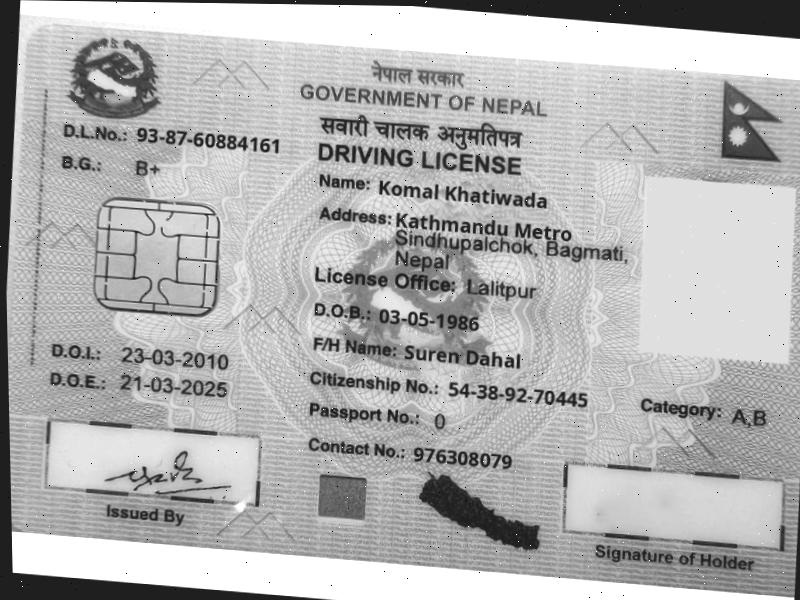 नेपाल सरकार
GOVERNMENT OF NEPAL
सवारी चालक अनुमतिपत्र
DRIVING LICENSE
D.L.No.: 93-87-60884161
B.G.: B+
Name: Komal Khatiwada
Address: Kathmandu Metro
Sindhupalchok, Bagmati,
Nepal
License Office: Lalitpur
D.O.B.: 03-05-1986
F/H Name: Suren Dahal
D.O.I.: 23-03-2010
D.O.E.: 21-03-2025
Citizenship No.: 54-38-92-70445
Passport No.: 0
Contact No.: 976308079
Category: A,B
Issued By
Signature of Holder